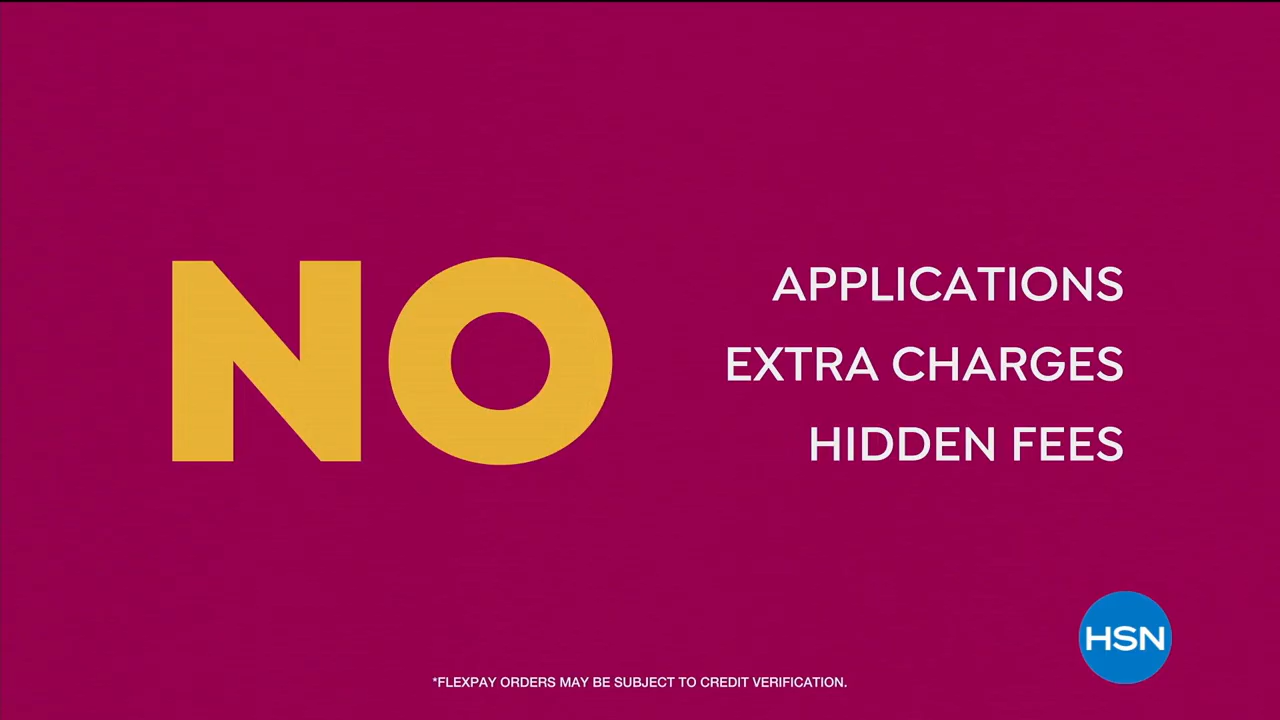 NO
APPLICATIONS
EXTRA CHARGES
HIDDEN FEES
HSN
*FLEXPAY ORDERS MAY BE SUBJECT TO CREDIT VERIFICATION.